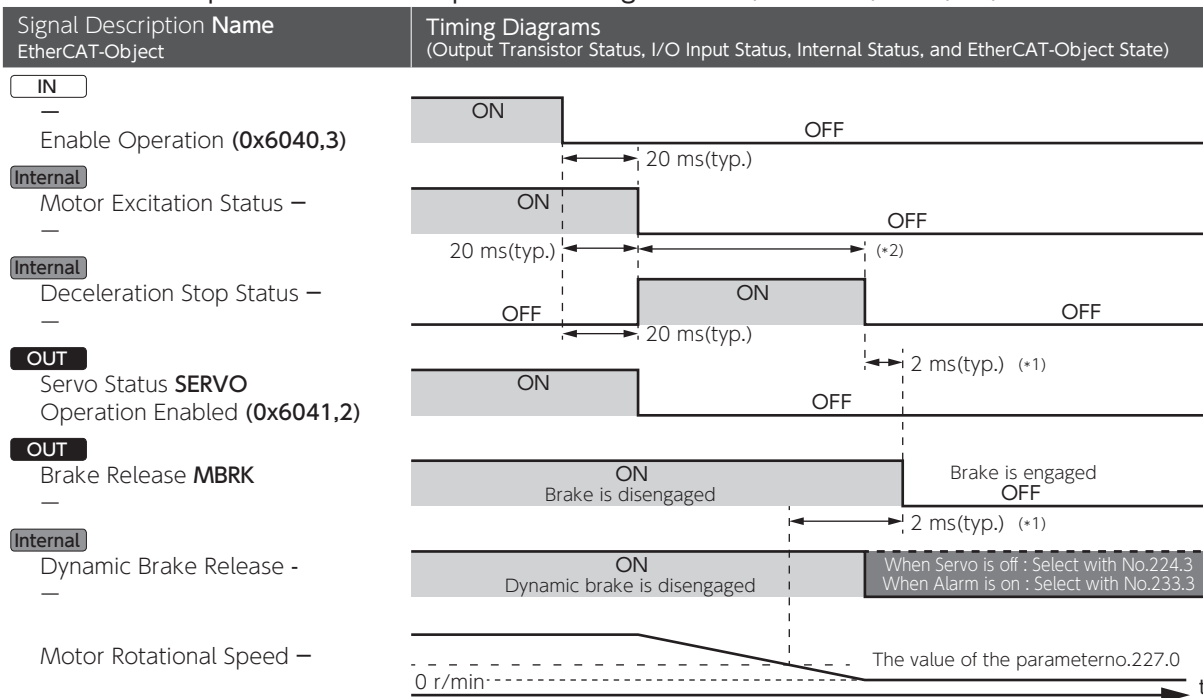 Signal Description Name
EtherCAT-Object
Timing Diagrams
(Output Transistor Status, I/O Input Status, Internal Status, and EtherCAT-Object State)
IN
—
Enable Operation (0x6040,3)
ON
OFF
20 ms(typ.)
Internal
Motor Excitation Status —
—
ON
OFF
20 ms(typ.)
(*2)
Internal
Deceleration Stop Status —
—
OFF
ON
OFF
20 ms(typ.)
2 ms(typ.) (*1)
OUT
Servo Status SERVO
Operation Enabled (0x6041,2)
ON
OFF
OUT
Brake Release MBRK
—
ON
Brake is disengaged
Brake is engaged
OFF
2 ms(typ.) (*1)
Internal
Dynamic Brake Release -
—
ON
Dynamic brake is disengaged
When Servo is off : Select with No.224.3
When Alarm is on : Select with No.233.3
Motor Rotational Speed —
The value of the parameterno.227.0
0 r/min
t